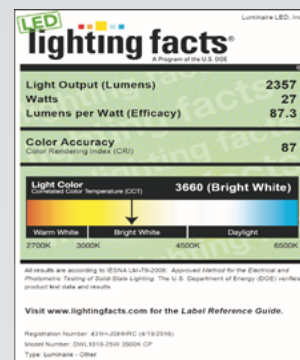 Luminaire LED, Inc
LED
lighting facts®
A Program of the U.S. DOE
Light Output (Lumens) 2357
Watts 27
Lumens per Watt (Efficacy) 87.3
Color Accuracy
Color Rendering Index (CRI) 87
Light Color
Correlated Color Temperature (CCT) 3660 (Bright White)
Warm White Bright White Daylight
2700K 3000K 4500K 6500K
All results are according to IESNA LM-79-2008: Approved Method for the Electrical and
Photometric Testing of Solid-State Lighting. The U.S. Department of Energy (DOE) verifies
product test data and results.
Visit www.lightingfacts.com for the Label Reference Guide.
Registration Number: (4/19/2016)
Model Number: 3500K GP
Type: Luminaire - Other